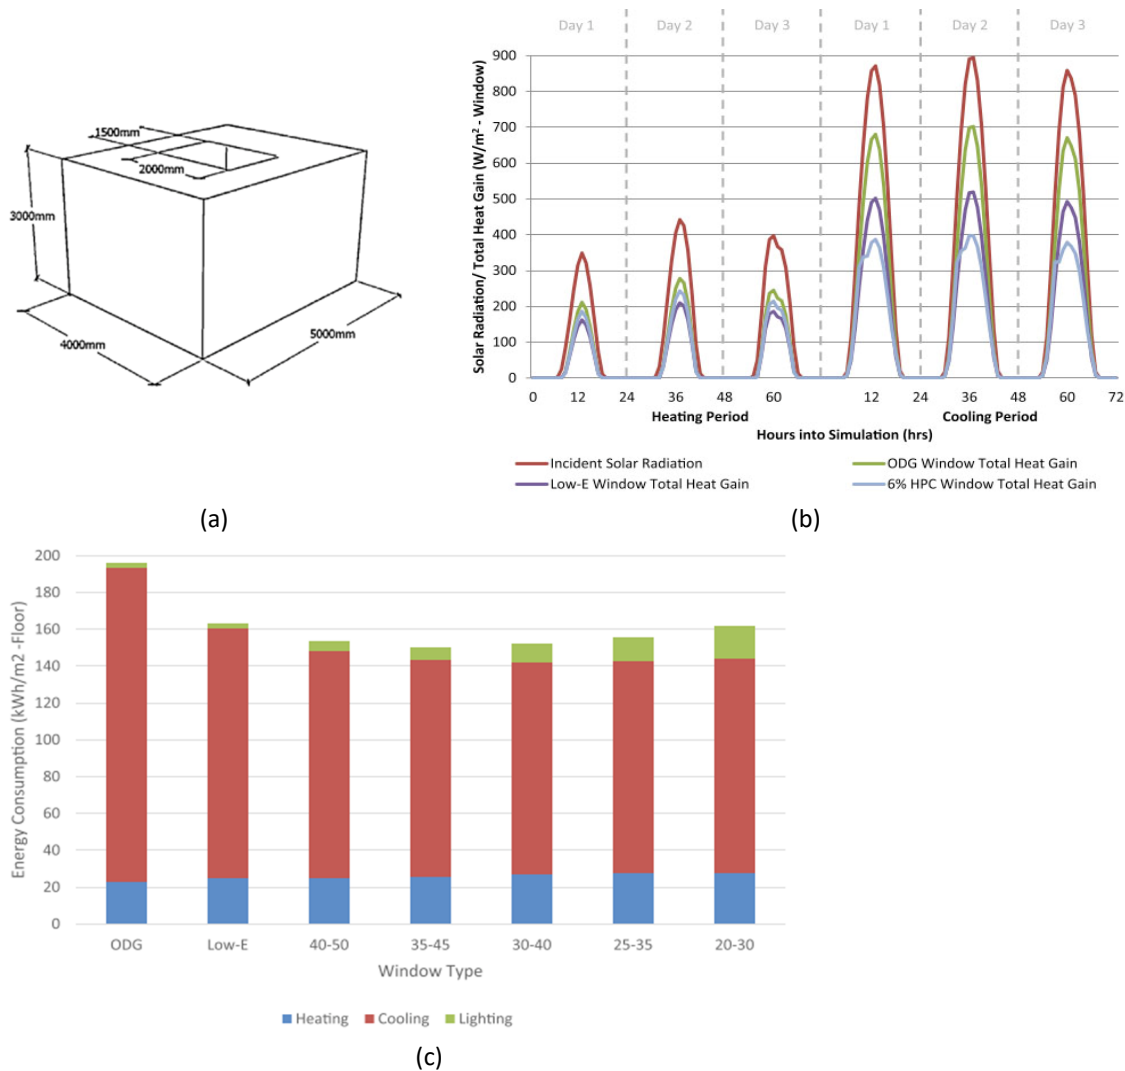 1500mm
2000mm
3000mm
4000mm
5000mm
(a)
Day 1 Day 2 Day 3 Day 1 Day 2 Day 3
Solar Radiation/ Total Heat Gain (W/m² - Window)
900
800
700
600
500
400
300
200
100
0
0 12 24 36 48 60 12 24 36 48 60 72
Heating Period Cooling Period
Hours into Simulation (hrs)
Incident Solar Radiation ODG Window Total Heat Gain
Low-E Window Total Heat Gain 6% HPC Window Total Heat Gain
(b)
Energy Consumption (kWh/m2 -Floor)
200
180
160
140
120
100
80
60
40
20
0
ODG Low-E 40-50 35-45 30-40 25-35 20-30
Window Type
Heating Cooling Lighting
(c)